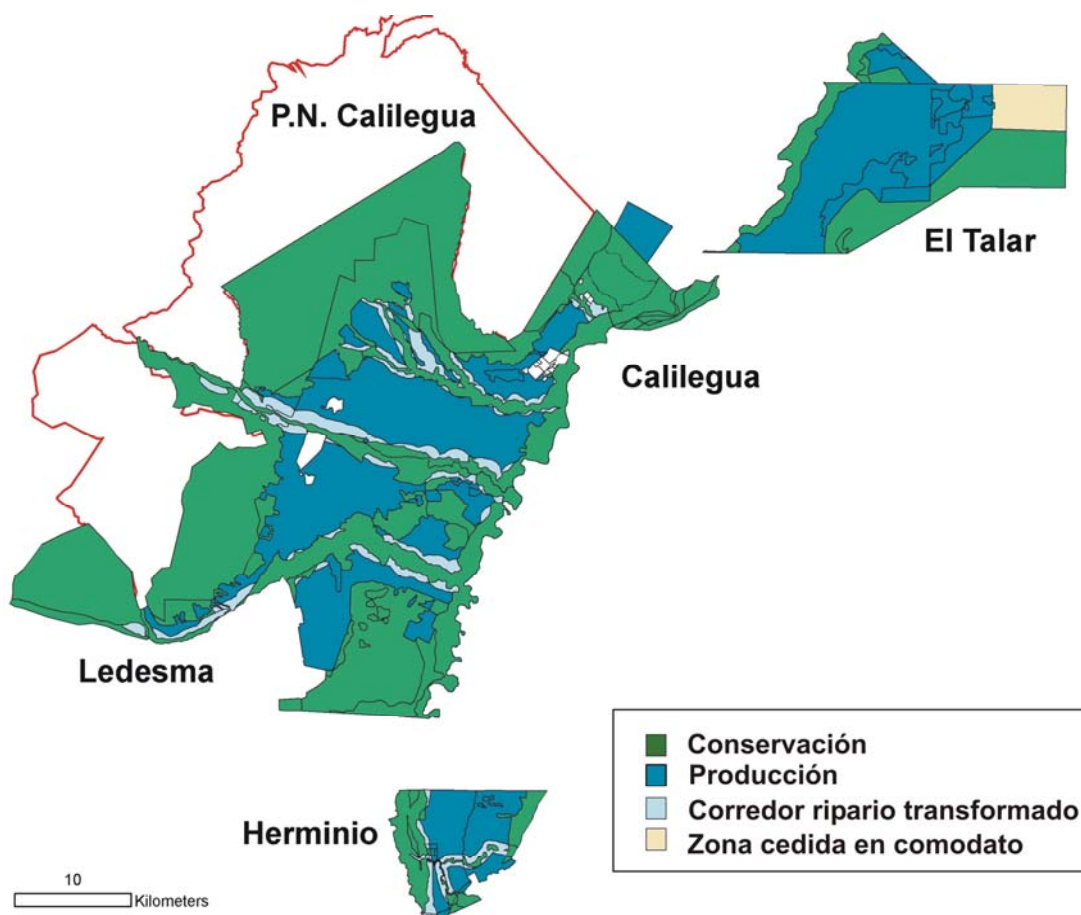 P.N. Calilegua
El Talar
Calilegua
Ledesma
Herminio
Conservación
Producción
Corredor ripario transformado
Zona cedida en comodato
10
Kilometers